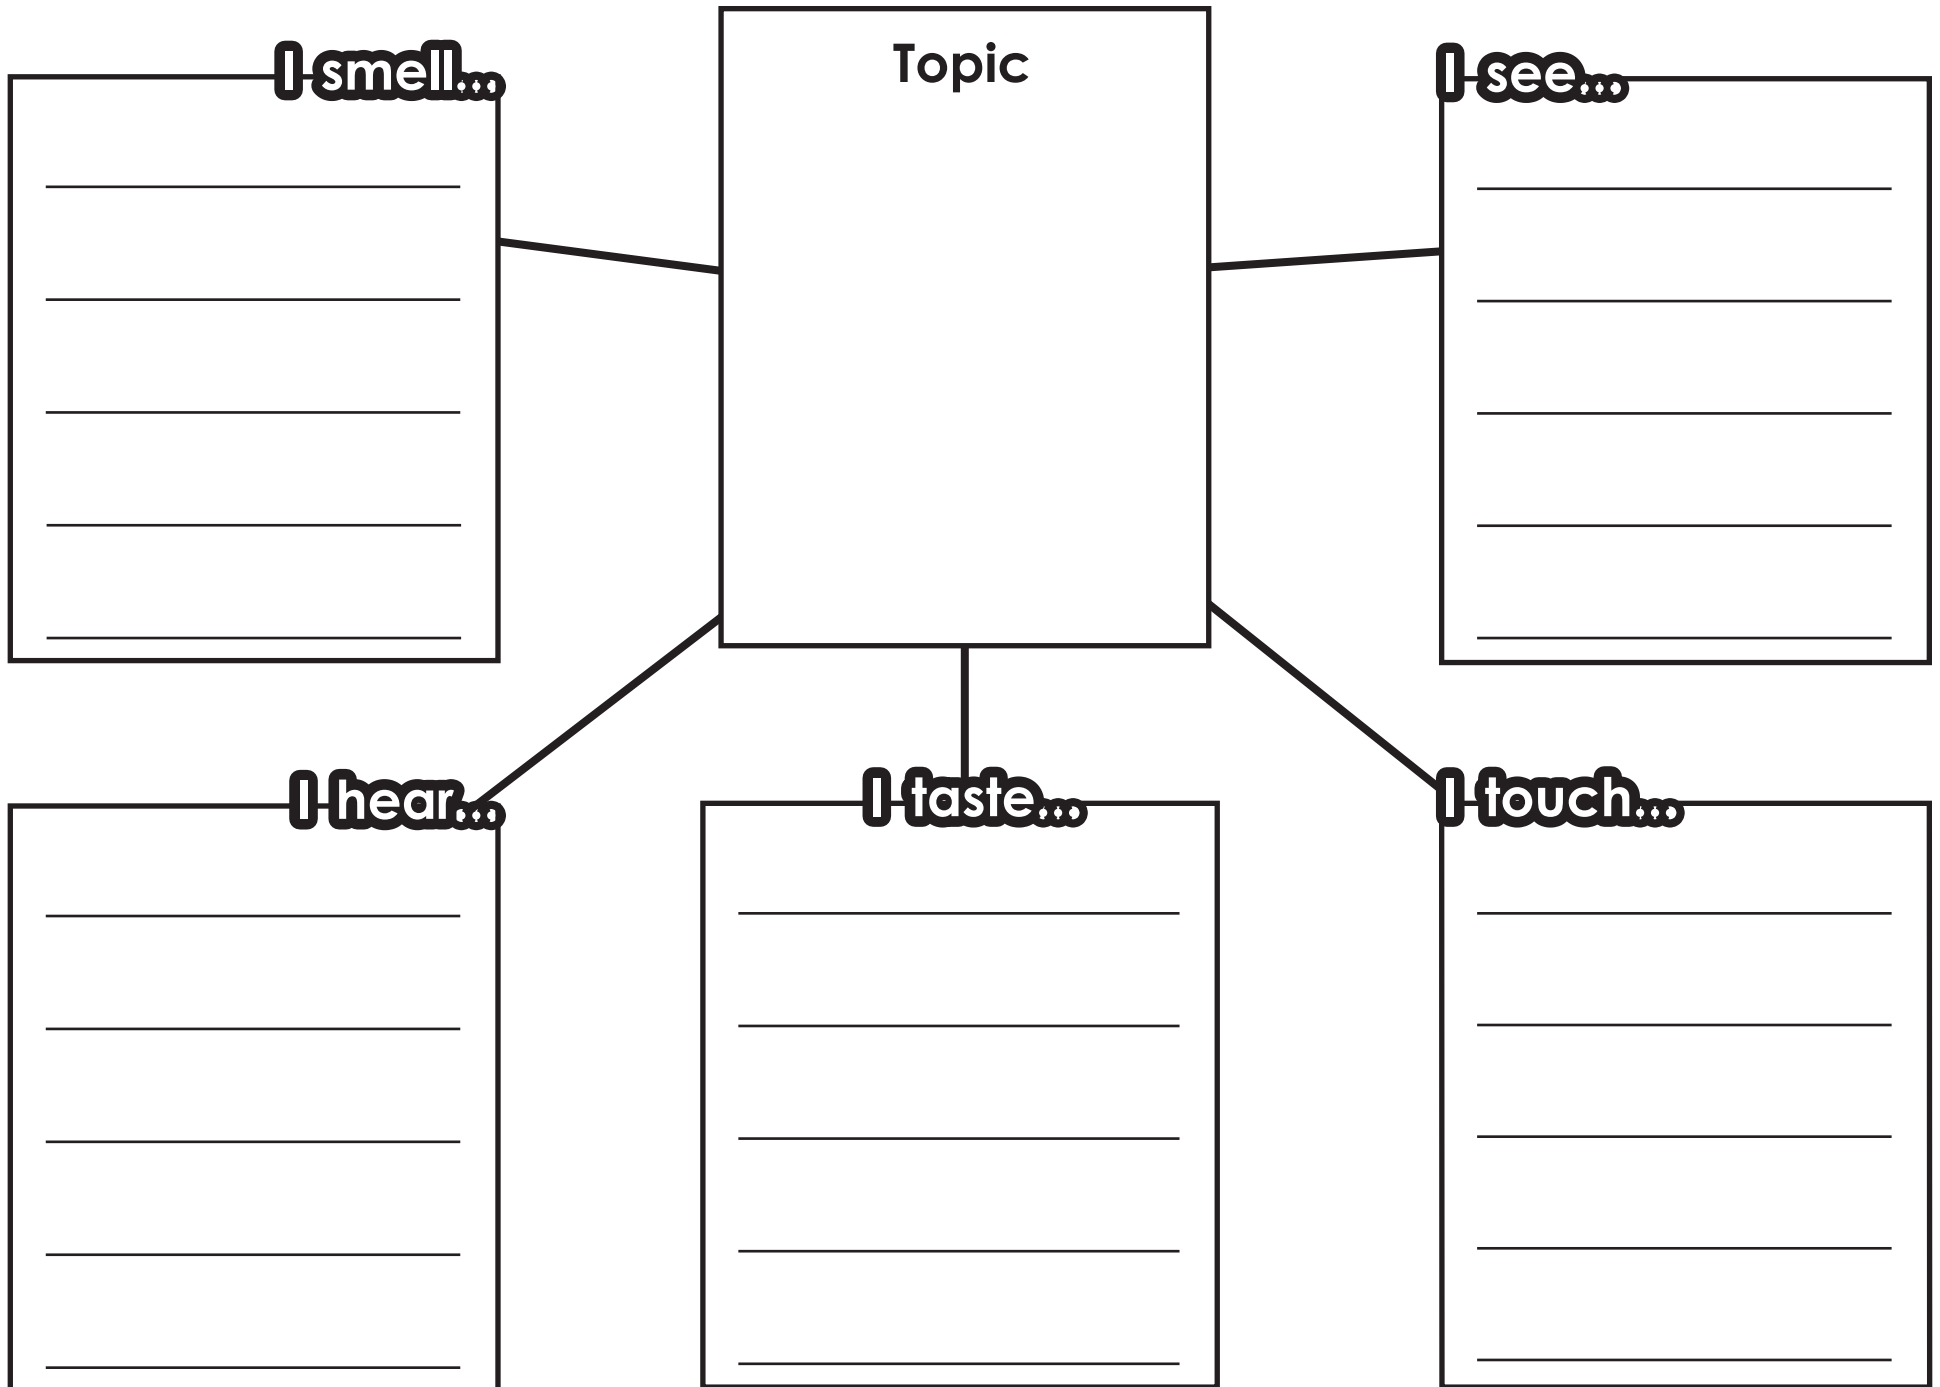 Topic
I smell...
I see...
I hear...
I taste...
I touch...